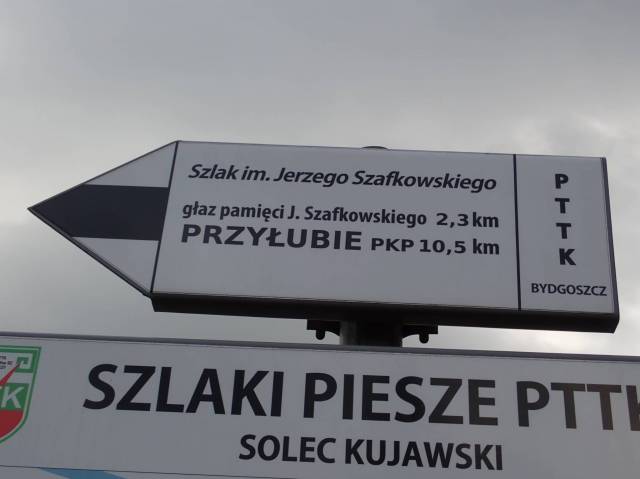 Szlak im. Jerzego Szafkowskiego
głaz pamięci J. Szafkowskiego 2,3 km
PRZYŁUBIE PKP 10,5 km
PTTK
BYDGOSZCZ
SZLAKI PIESZE PTTK
SOLEC KUJAWSKI